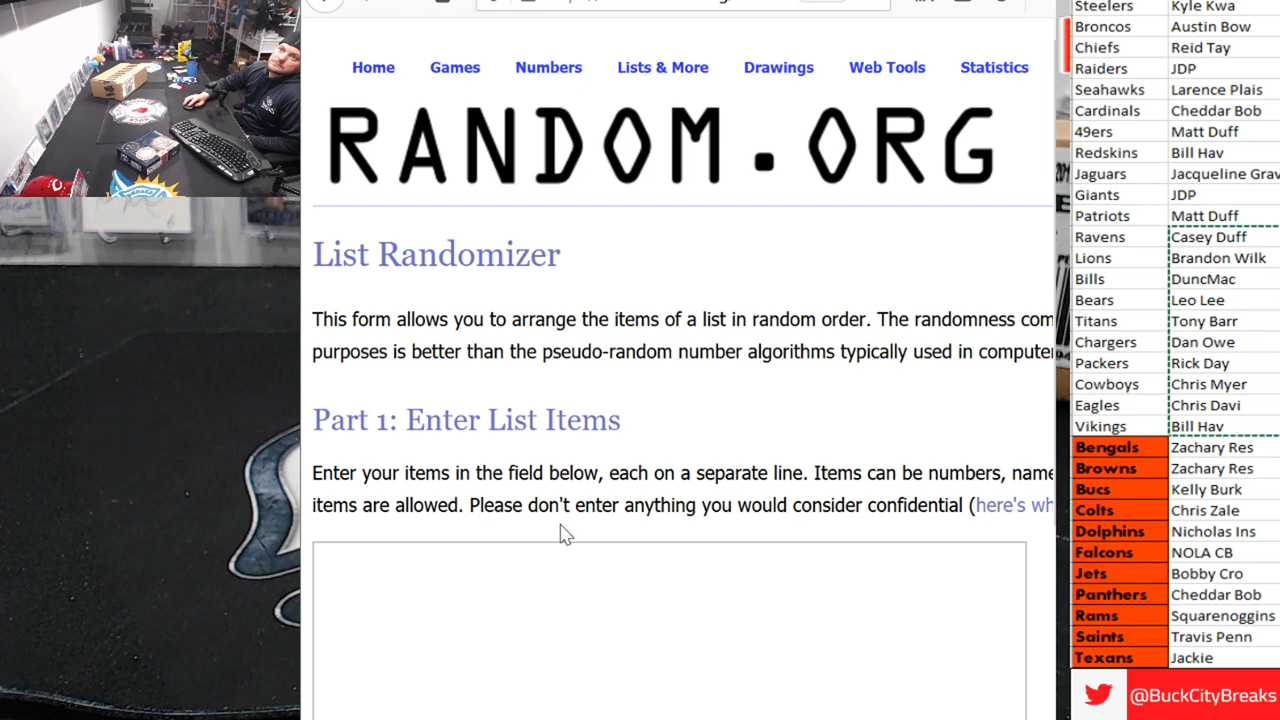 Home Games Numbers Lists & More Drawings Web Tools Statistics
RANDOM.ORG
List Randomizer
This form allows you to arrange the items of a list in random order. The randomness com
purposes is better than the pseudo-random number algorithms typically used in compute
Part 1: Enter List Items
Enter your items in the field below, each on a separate line. Items can be numbers, name
items are allowed. Please don't enter anything you would consider confidential (here's wh
Steelers Kyle Kwa
Broncos Austin Bow
Chiefs Reid Tay
Raiders JDP
Seahawks Larence Plais
Cardinals Cheddar Bob
49ers Matt Duff
Redskins Bill Hav
Jaguars Jacqueline Grav
Giants JDP
Patriots Matt Duff
Ravens Casey Duff
Lions Brandon Wilk
Bills DuncMac
Bears Leo Lee
Titans Tony Barr
Chargers Dan Owe
Packers Rick Day
Cowboys Chris Myer
Eagles Chris Davi
Vikings Bill Hav
Bengals Zachary Res
Browns Zachary Res
Bucs Kelly Burk
Colts Chris Zale
Dolphins Nicholas Ins
Falcons NOLA CB
Jets Bobby Cro
Panthers Cheddar Bob
Rams Squarenoggins
Saints Travis Penn
Texans Jackie
@BuckCityBreaks